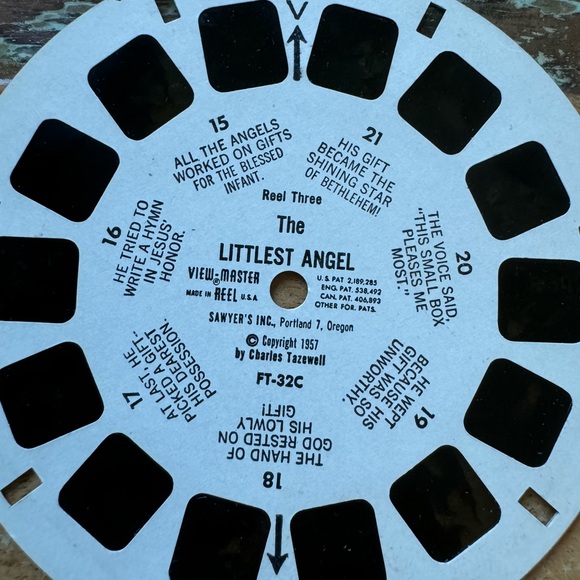 V
15
ALL THE ANGELS
WORKED ON GIFTS
FOR THE BLESSED
INFANT.
21
HIS GIFT
BECAME THE
SHINING STAR
OF BETHLEHEM!
16
HE TRIED TO
WRITE A HYMN
IN JESUS'
HONOR.
20
THE VOICE SAID,
"THIS SMALL BOX
PLEASES ME
MOST."
Reel Three
The
LITTLEST ANGEL
VIEW-MASTER
®
MADE IN REEL U.S.A.
U.S. PAT 2,189,285
ENG. PAT. 538,492
CAN. PAT. 406,893
OTHER FOR. PATS.
SAWYER'S INC., Portland 7, Oregon
© Copyright 1957
by Charles Tazewell
FT-32C
17
AT LAST, HE
PICKED A GIFT-
HIS DEAREST
POSSESSION.
19
HE WEPT
BECAUSE HIS
GIFT WAS SO
UNWORTHY.
18
THE HAND OF
GOD RESTED ON
HIS LOWLY
GIFT!